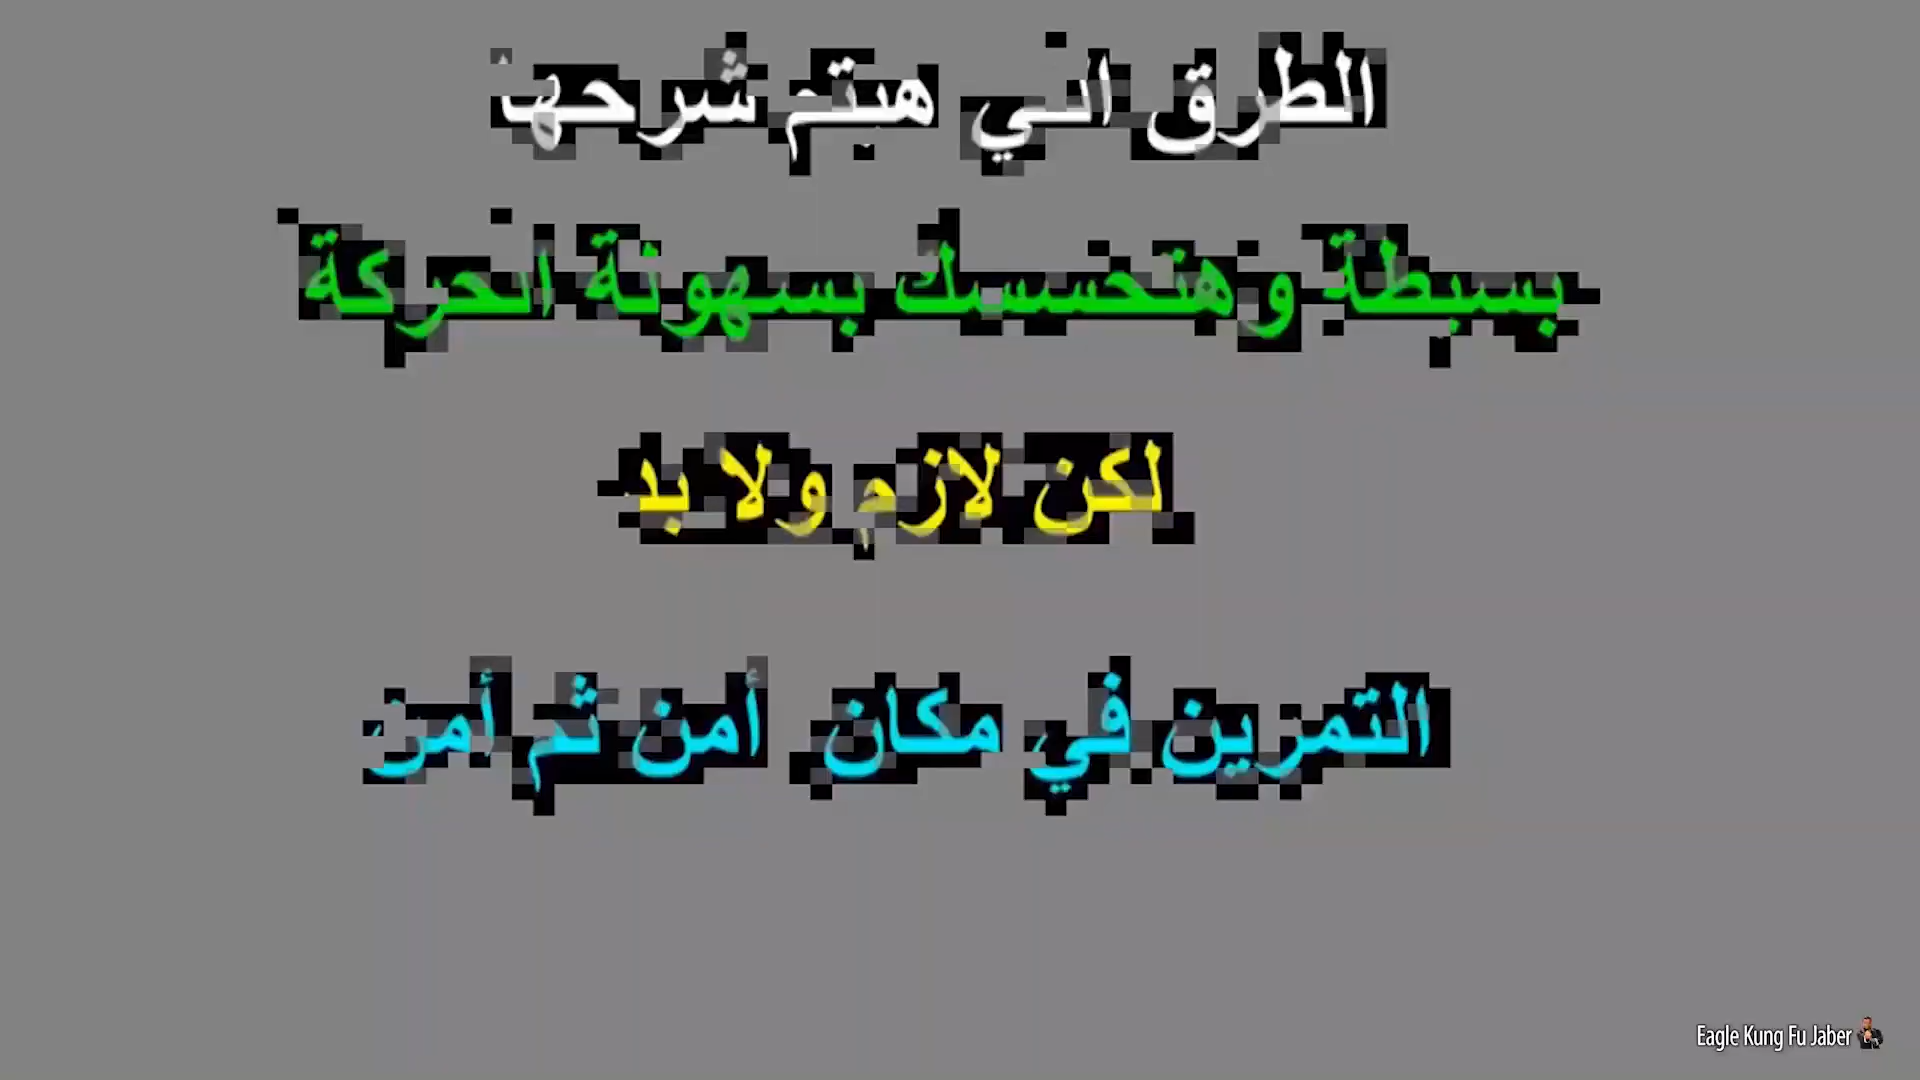 الطرق الي هيتم شرحها
بسيطة وهتحسسك بسهولة الحركة
لكن لازم ولا بد
التمرين في مكان أمن ثم أمن
Eagle Kung Fu Jaber